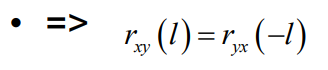 • => r_xy(l) = r_yx(-l)